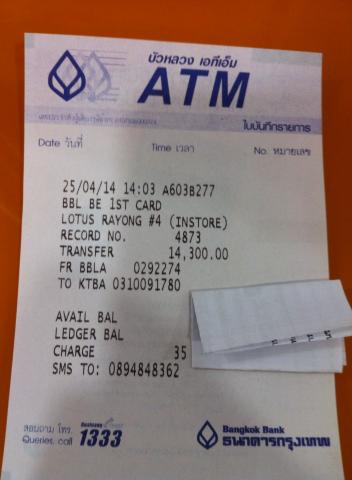 บัวหลวง เอทีเอ็ม
ATM
ใบบันทึกรายการ
Date วันที่ Time เวลา No. หมายเลข
25/04/14 14:03 A603B277
BBL BE 1ST CARD
LOTUS RAYONG #4 (INSTORE)
RECORD NO. 4873
TRANSFER 14,300.00
FR BBLA 0292274
TO KTBA 0310091780
AVAIL BAL
LEDGER BAL
CHARGE 35
SMS TO: 0894848362
สอบถาม โทร.
Queries, call 1333
Bangkok Bank
ธนาคารกรุงเทพ